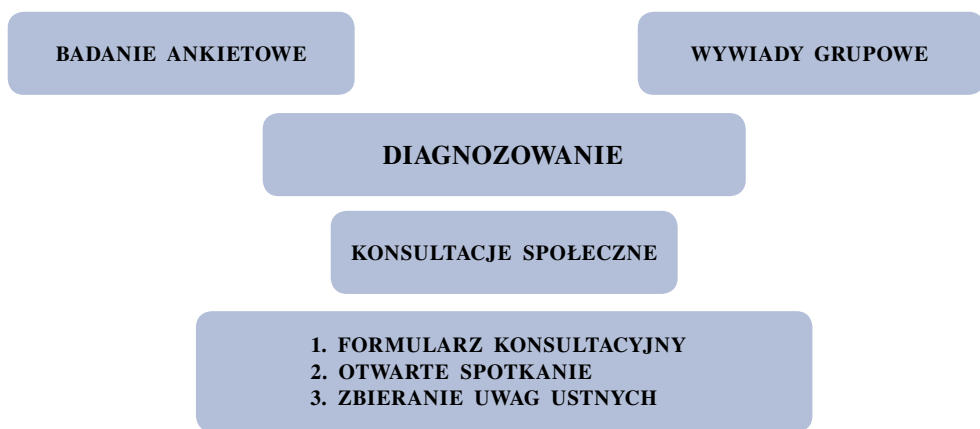 BADANIE ANKIETOWE
WYWIADY GRUPOWE
DIAGNOZOWANIE
KONSULTACJE SPOŁECZNE
1. FORMULARZ KONSULTACYJNY
2. OTWARTE SPOTKANIE
3. ZBIERANIE UWAG USTNYCH